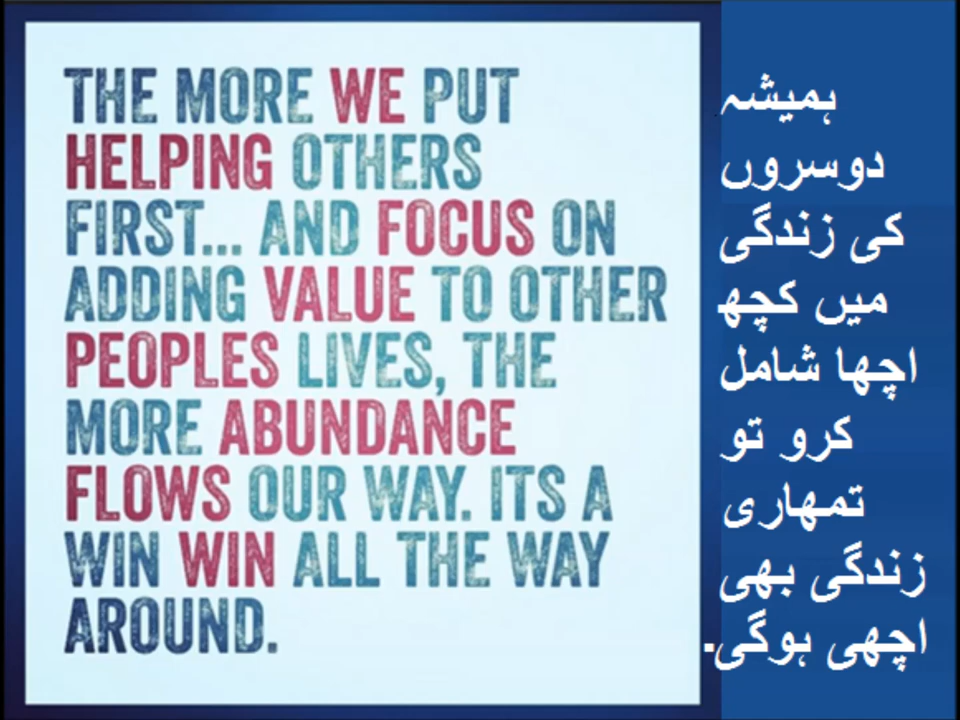 THE MORE WE PUT
HELPING OTHERS
FIRST... AND FOCUS ON
ADDING VALUE TO OTHER
PEOPLES LIVES, THE
MORE ABUNDANCE
FLOWS OUR WAY. ITS A
WIN WIN ALL THE WAY
AROUND.
ہمیشہ
دوسروں
کی زندگی
میں کچھ
اچھا شامل
کرو تو
تمھاری
زندگی بھی
اچھی ہوگی.